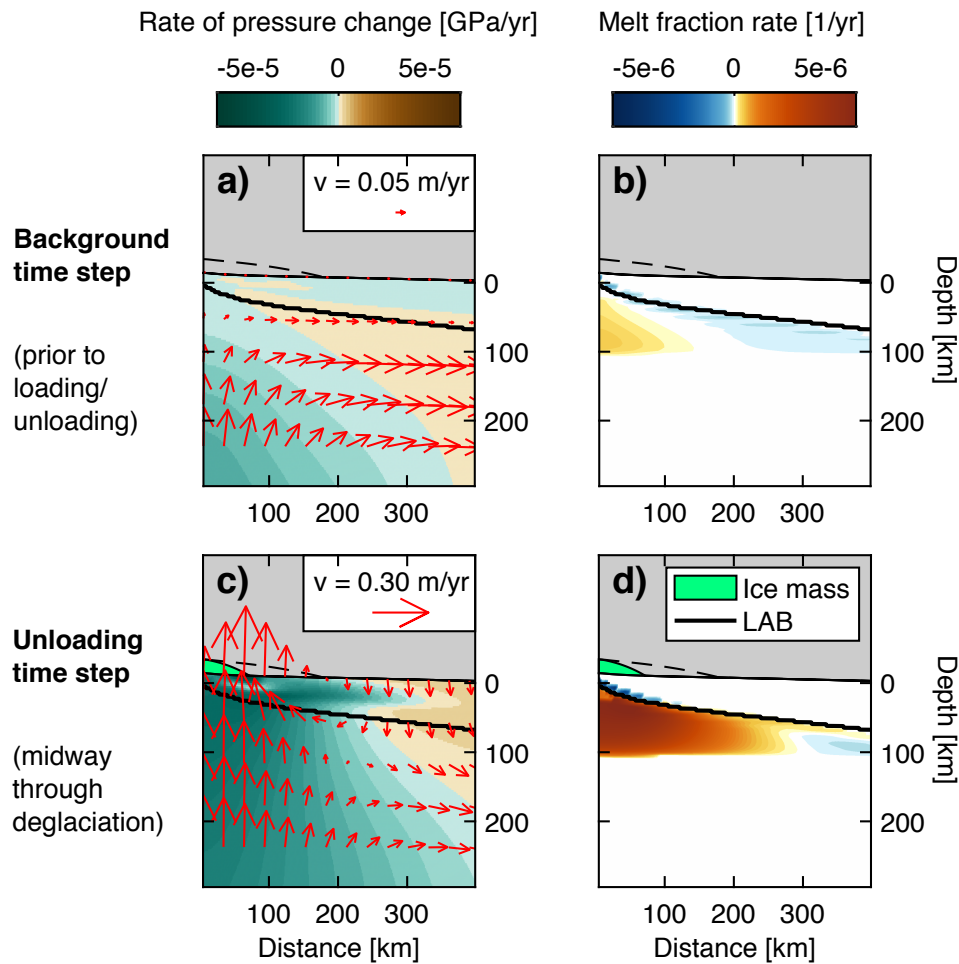 Rate of pressure change [GPa/yr]
Melt fraction rate [1/yr]
-5e-5 0 5e-5
-5e-6 0 5e-6
a)
v = 0.05 m/yr
b)
Background
time step
(prior to
loading/
unloading)
0
100
200
Depth [km]
100 200 300
100 200 300
c)
v = 0.30 m/yr
d)
Ice mass
LAB
Unloading
time step
(midway
through
deglaciation)
0
100
200
0
100
200
Depth [km]
100 200 300
Distance [km]
100 200 300
Distance [km]